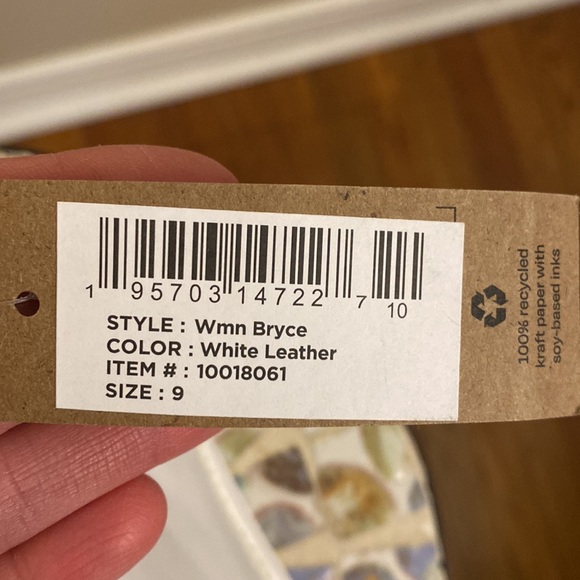 1 95703 14722 7 10
STYLE : Wmn Bryce
COLOR : White Leather
ITEM # : 10018061
SIZE : 9
100% recycled
kraft paper with
soy-based inks